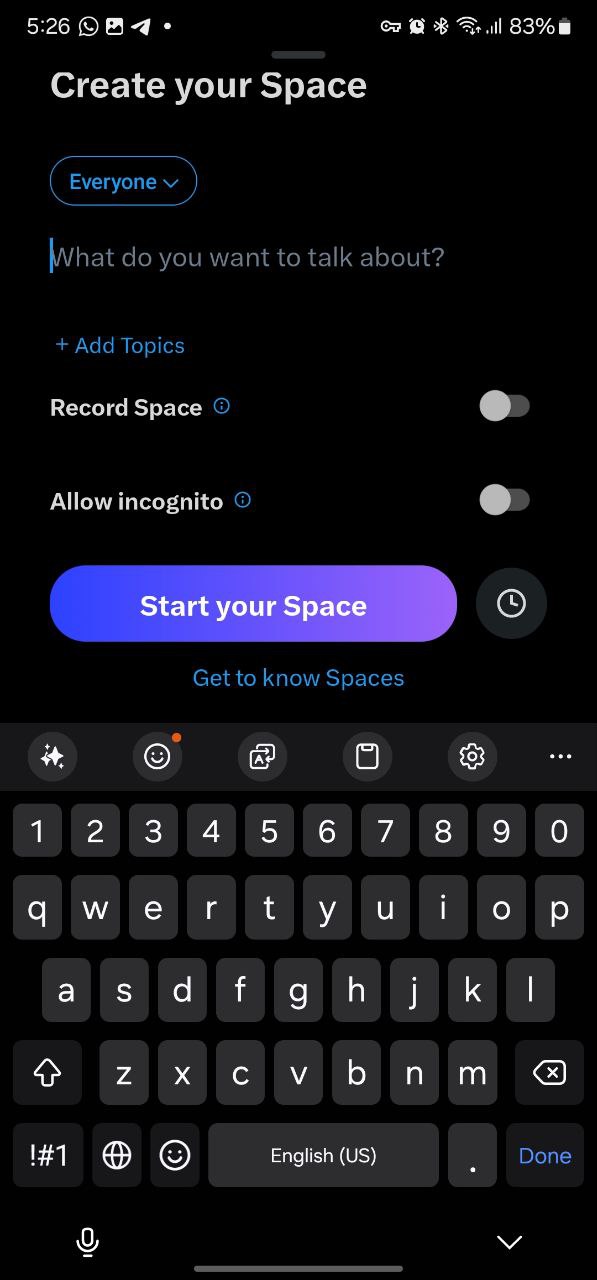 5:26 83%
Create your Space
Everyone
What do you want to talk about?
+ Add Topics
Record Space
Allow incognito
Start your Space
Get to know Spaces
1 2 3 4 5 6 7 8 9 0
q w e r t y u i o p
a s d f g h j k l
z x c v b n m
!#1 English (US) . Done